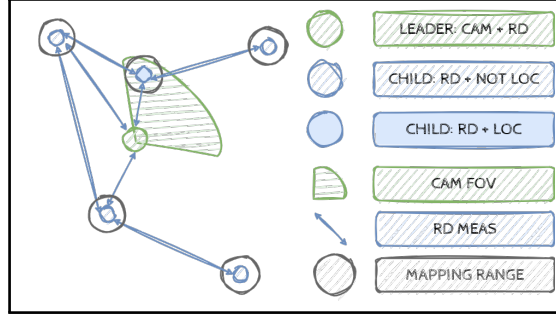 LEADER: CAM + RD
CHILD: RD + NOT LOC
CHILD: RD + LOC
CAM FOV
RD MEAS
MAPPING RANGE